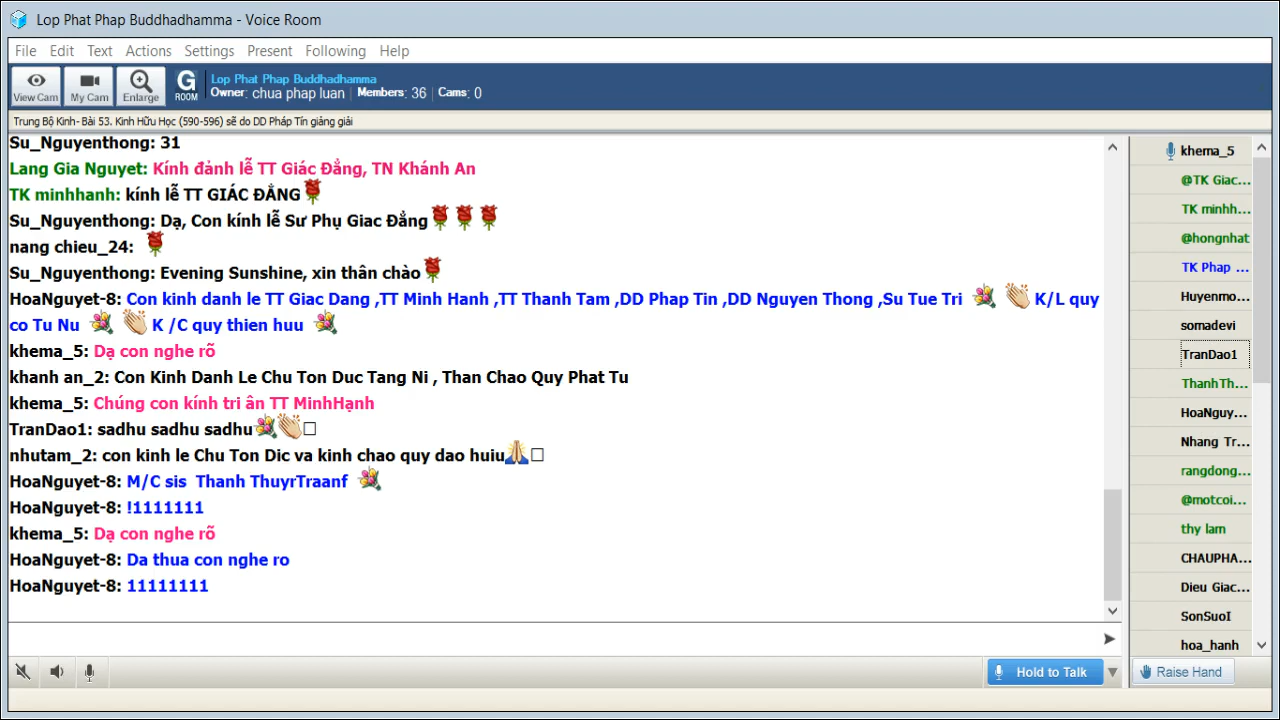 Lop Phat Phap Buddhadhamma - Voice Room
File Edit Text Actions Settings Present Following Help
View Cam My Cam Enlarge G ROOM
Lop Phat Phap Buddhadhamma
Owner: chua phap luan Members: 36 Cams: 0
Trung Bộ Kinh- Bài 53. Kinh Hữu Học (590-596) sẽ do DD Pháp Tín giảng giải
Su_Nguyenthong: 31
Lang Gia Nguyet: Kính đảnh lễ TT Giác Đẳng, TN Khánh An
TK minhhanh: kính lễ TT GIÁC ĐẲNG
Su_Nguyenthong: Dạ, Con kính lễ Sư Phụ Giac Đẳng
nang chieu_24:
Su_Nguyenthong: Evening Sunshine, xin thân chào
HoaNguyet-8: Con kinh danh le TT Giac Dang ,TT Minh Hanh ,TT Thanh Tam ,DD Phap Tin ,DD Nguyen Thong ,Su Tue Tri K/L quy
co Tu Nu K /C quy thien huu
khema_5: Dạ con nghe rõ
khanh an_2: Con Kinh Danh Le Chu Ton Duc Tang Ni , Than Chao Quy Phat Tu
khema_5: Chúng con kính tri ân TT MinhHạnh
TranDao1: sadhu sadhu sadhu
nhutam_2: con kinh le Chu Ton Dic va kinh chao quy dao huiu
HoaNguyet-8: M/C sis Thanh ThuyrTraanf
HoaNguyet-8: !1111111
khema_5: Dạ con nghe rõ
HoaNguyet-8: Da thua con nghe ro
HoaNguyet-8: 11111111
khema_5
@TK Giac...
TK minhh...
@hongnhat
TK Phap ...
Huyenmo...
somadevi
TranDao1
ThanhTh...
HoaNguy...
Nhang Tr...
rangdong...
@motcoi...
thy lam
CHAUPHA...
Dieu Giac...
SonSuoI
hoa_hanh
Hold to Talk
Raise Hand